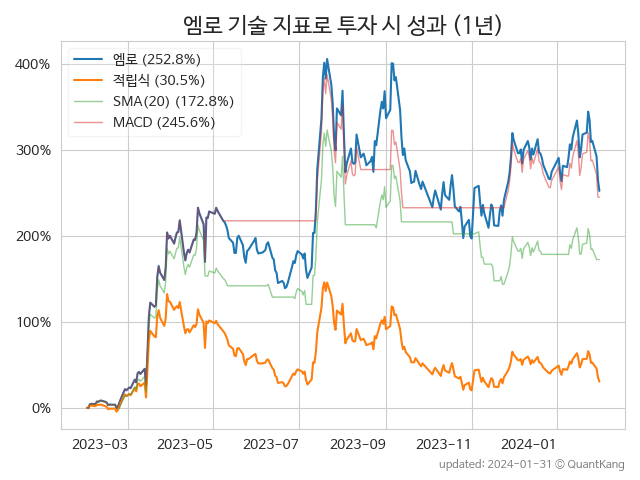 엠로 기술 지표로 투자 시 성과 (1년)
엠로 (252.8%)
적립식 (30.5%)
SMA(20) (172.8%)
MACD (245.6%)
400%
300%
200%
100%
0%
2023-03 2023-05 2023-07 2023-09 2023-11 2024-01
updated: 2024-01-31 © QuantKang